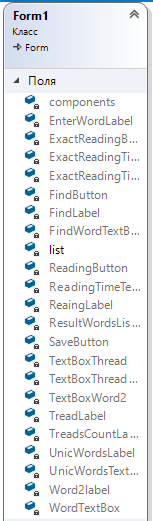 Form1
Класс
Form
Поля
components
EnterWordLabel
ExactReadingB...
ExactReadingTi...
ExactReadingTi...
FindButton
FindLabel
FindWordTextB...
list
ReadingButton
ReadingTimeTe...
ReaingLabel
ResultWordsLis...
SaveButton
TextBoxThread
TextBoxThread...
TextBoxWord2
TreadLabel
TreadsCountLa...
UnicWordsLabel
UnicWordsText...
Word2label
WordTextBox